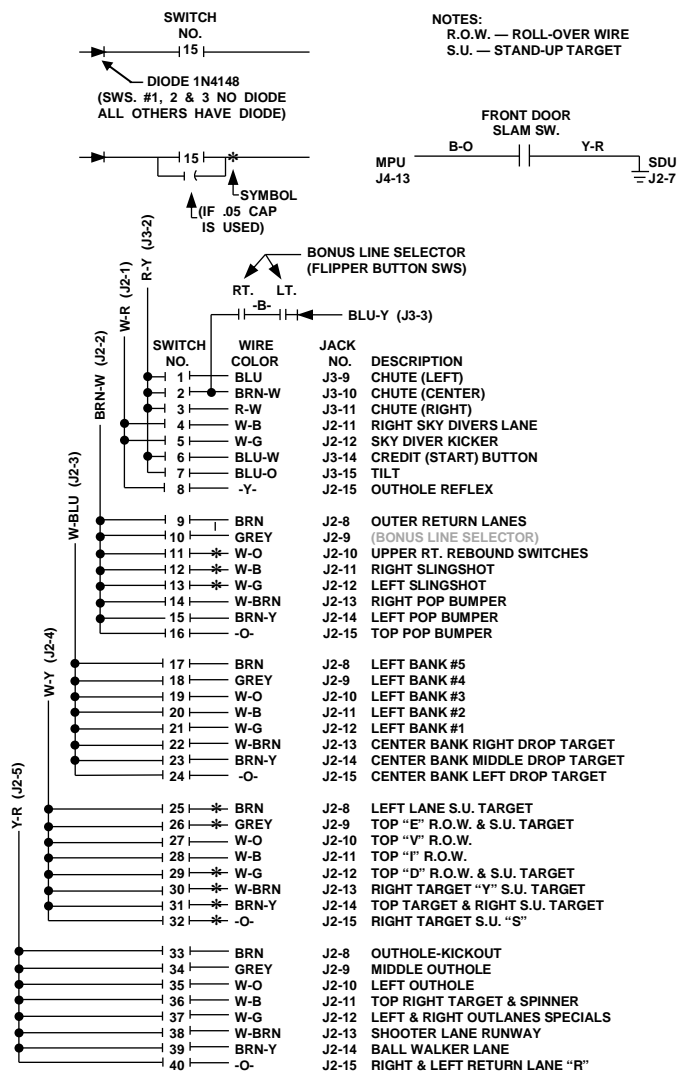 SWITCH
NO.
15
DIODE 1N4148
(SWS. #1, 2 & 3 NO DIODE
ALL OTHERS HAVE DIODE)
NOTES:
R.O.W. — ROLL-OVER WIRE
S.U. — STAND-UP TARGET
15 *
SYMBOL
(IF .05 CAP
IS USED)
FRONT DOOR
SLAM SW.
B-O Y-R
MPU
J4-13
SDU
J2-7
BONUS LINE SELECTOR
(FLIPPER BUTTON SWS)
RT. LT.
-B-
BLU-Y (J3-3)
R-Y (J3-2)
W-R (J2-1)
BRN-W (J2-2)
W-BLU (J2-3)
W-Y (J2-4)
Y-R (J2-5)
SWITCH NO. WIRE COLOR JACK NO. DESCRIPTION
1 BLU J3-9 CHUTE (LEFT)
2 BRN-W J3-10 CHUTE (CENTER)
3 R-W J3-11 CHUTE (RIGHT)
4 W-B J2-11 RIGHT SKY DIVERS LANE
5 W-G J2-12 SKY DIVER KICKER
6 BLU-W J3-14 CREDIT (START) BUTTON
7 BLU-O J3-15 TILT
8 -Y- J2-15 OUTHOLE REFLEX
9 BRN J2-8 OUTER RETURN LANES
10 GREY J2-9 (BONUS LINE SELECTOR)
11 * W-O J2-10 UPPER RT. REBOUND SWITCHES
12 * W-B J2-11 RIGHT SLINGSHOT
13 * W-G J2-12 LEFT SLINGSHOT
14 W-BRN J2-13 RIGHT POP BUMPER
15 BRN-Y J2-14 LEFT POP BUMPER
16 -O- J2-15 TOP POP BUMPER
17 BRN J2-8 LEFT BANK #5
18 GREY J2-9 LEFT BANK #4
19 W-O J2-10 LEFT BANK #3
20 W-B J2-11 LEFT BANK #2
21 W-G J2-12 LEFT BANK #1
22 W-BRN J2-13 CENTER BANK RIGHT DROP TARGET
23 BRN-Y J2-14 CENTER BANK MIDDLE DROP TARGET
24 -O- J2-15 CENTER BANK LEFT DROP TARGET
25 * BRN J2-8 LEFT LANE S.U. TARGET
26 * GREY J2-9 TOP “E” R.O.W. & S.U. TARGET
27 W-O J2-10 TOP “V” R.O.W.
28 W-B J2-11 TOP “I” R.O.W.
29 * W-G J2-12 TOP “D” R.O.W. & S.U. TARGET
30 * W-BRN J2-13 RIGHT TARGET “Y” S.U. TARGET
31 * BRN-Y J2-14 TOP TARGET & RIGHT S.U. TARGET
32 * -O- J2-15 RIGHT TARGET S.U. “S”
33 BRN J2-8 OUTHOLE-KICKOUT
34 GREY J2-9 MIDDLE OUTHOLE
35 W-O J2-10 LEFT OUTHOLE
36 W-B J2-11 TOP RIGHT TARGET & SPINNER
37 W-G J2-12 LEFT & RIGHT OUTLANES SPECIALS
38 W-BRN J2-13 SHOOTER LANE RUNWAY
39 BRN-Y J2-14 BALL WALKER LANE
40 -O- J2-15 RIGHT & LEFT RETURN LANE “R”